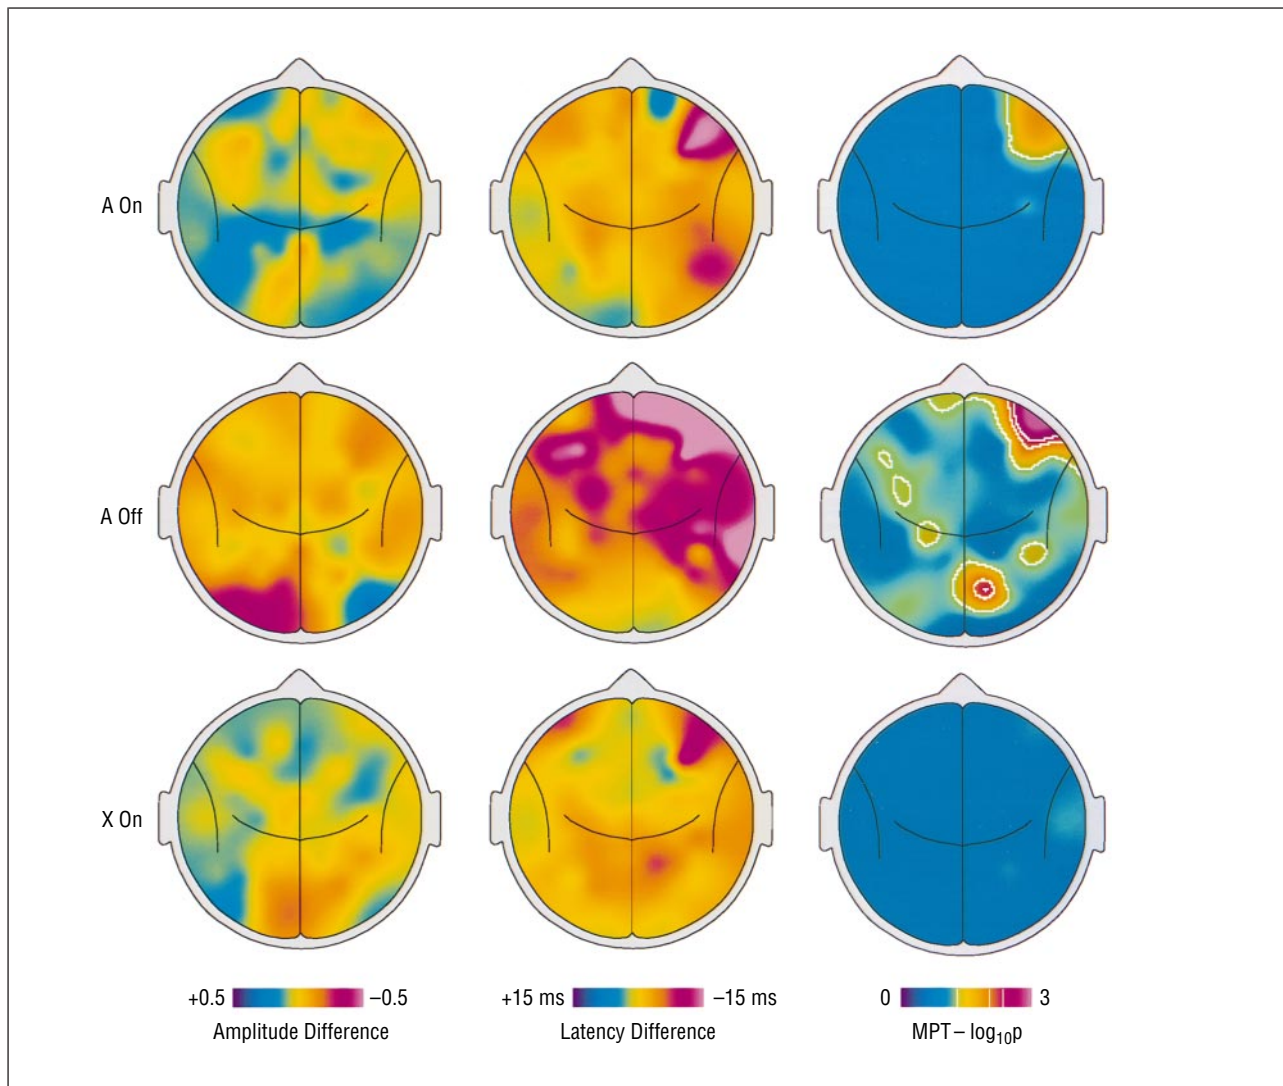 A On
A Off
X On
+0.5 –0.5
Amplitude Difference
+15 ms –15 ms
Latency Difference
0 3
MPT – log₁₀p